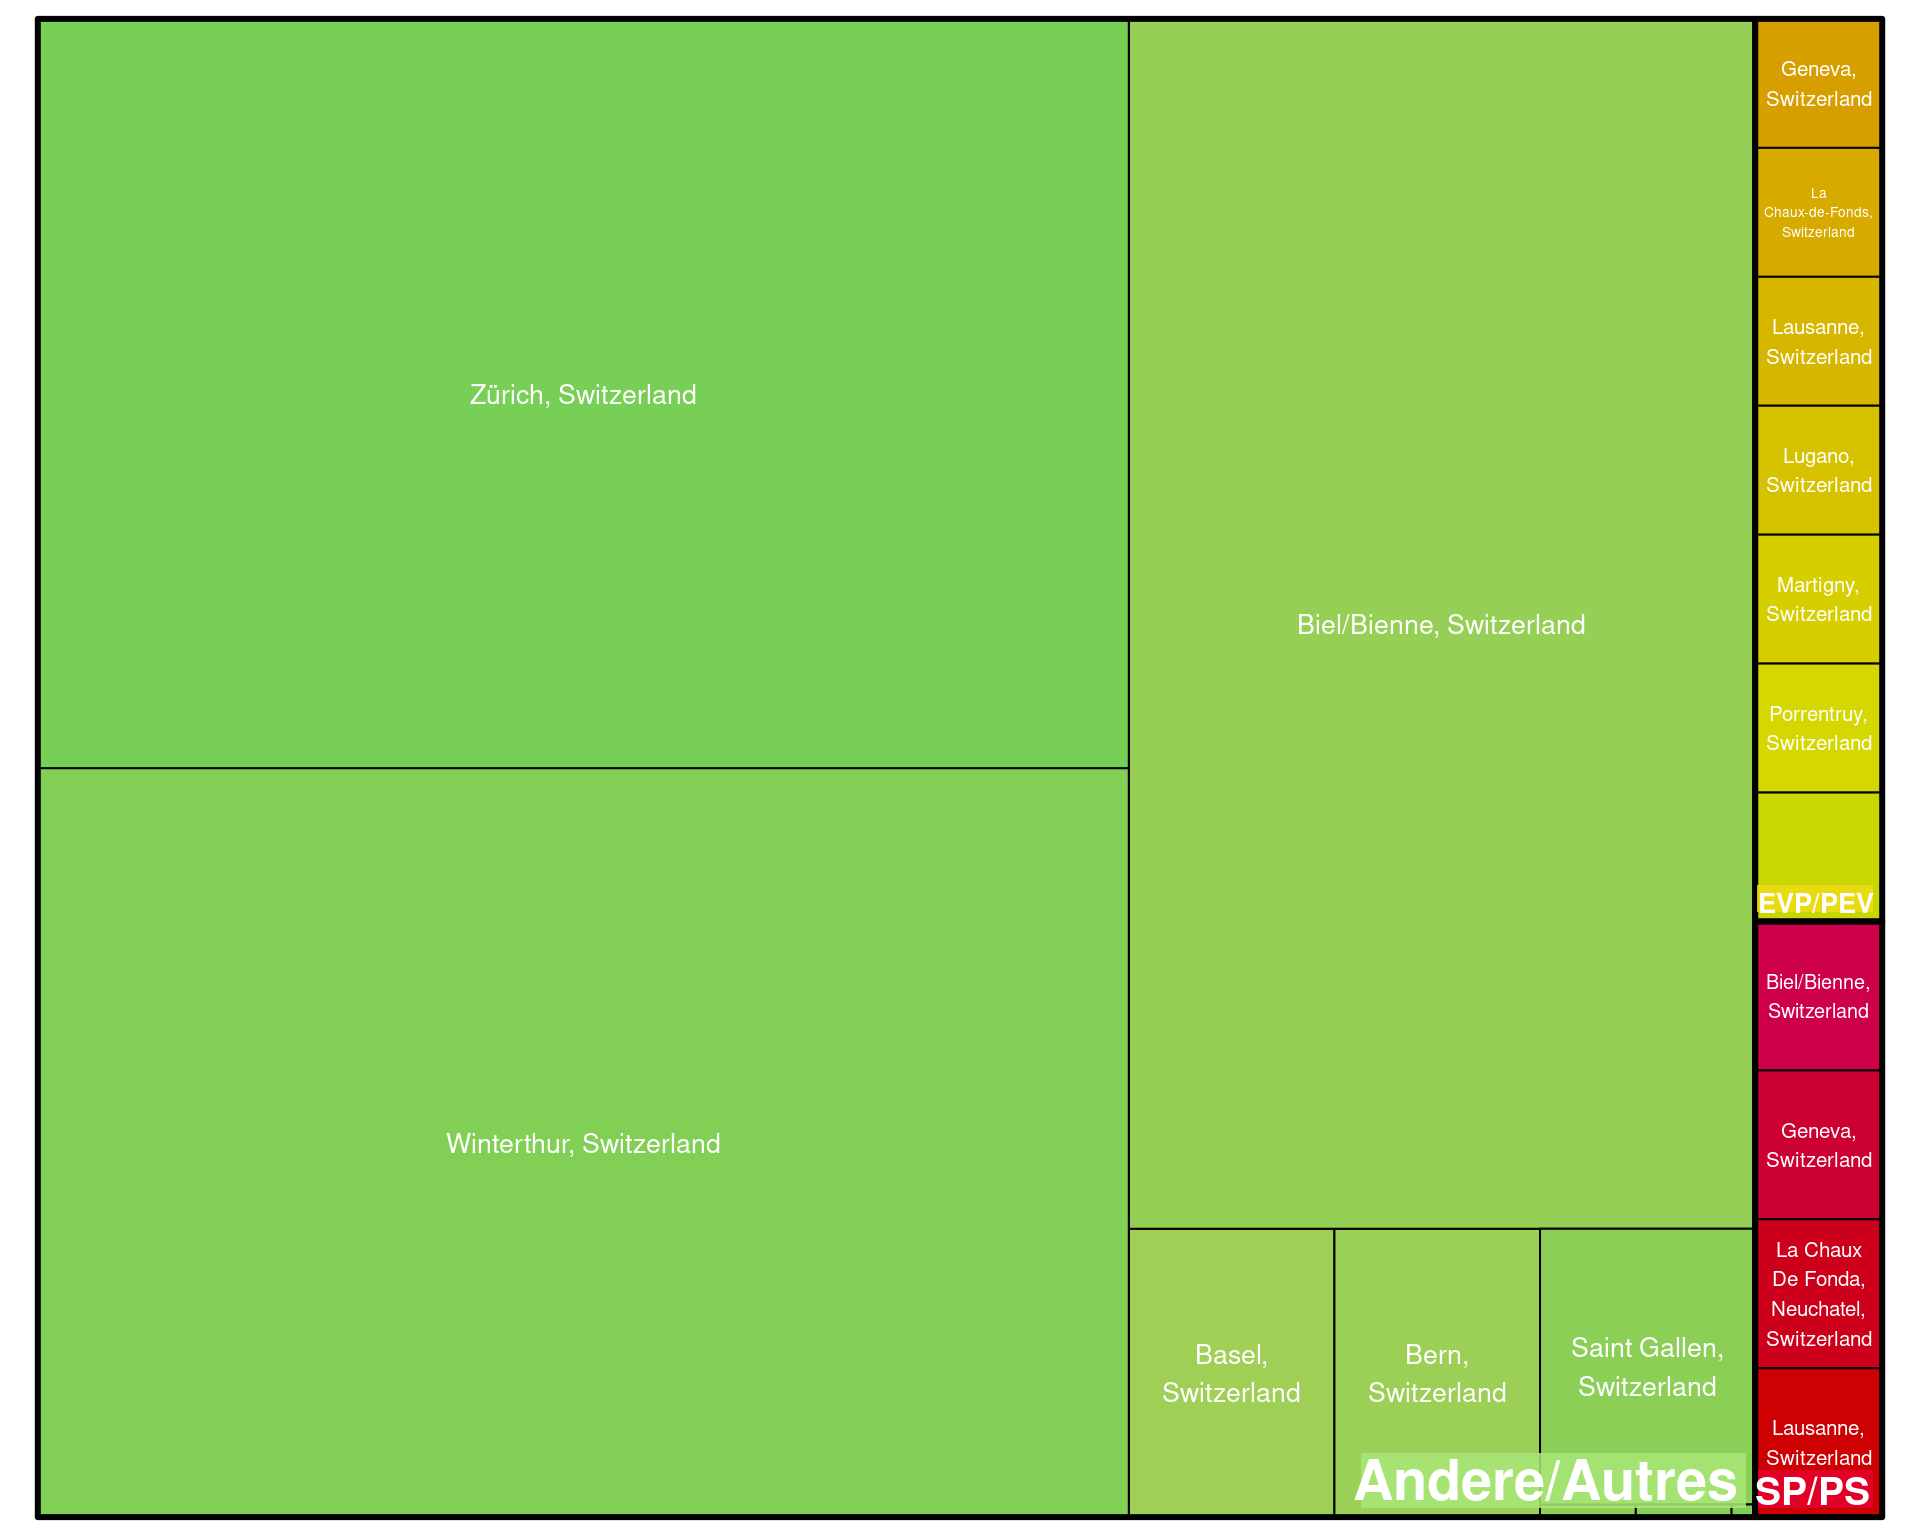 Zürich, Switzerland
Winterthur, Switzerland
Biel/Bienne, Switzerland
Basel,
Switzerland
Bern,
Switzerland
Saint Gallen,
Switzerland
Andere/Autres
Geneva,
Switzerland
La
Chaux-de-Fonds,
Switzerland
Lausanne,
Switzerland
Lugano,
Switzerland
Martigny,
Switzerland
Porrentruy,
Switzerland
EVP/PEV
Biel/Bienne,
Switzerland
Geneva,
Switzerland
La Chaux
De Fonda,
Neuchatel,
Switzerland
Lausanne,
Switzerland
SP/PS